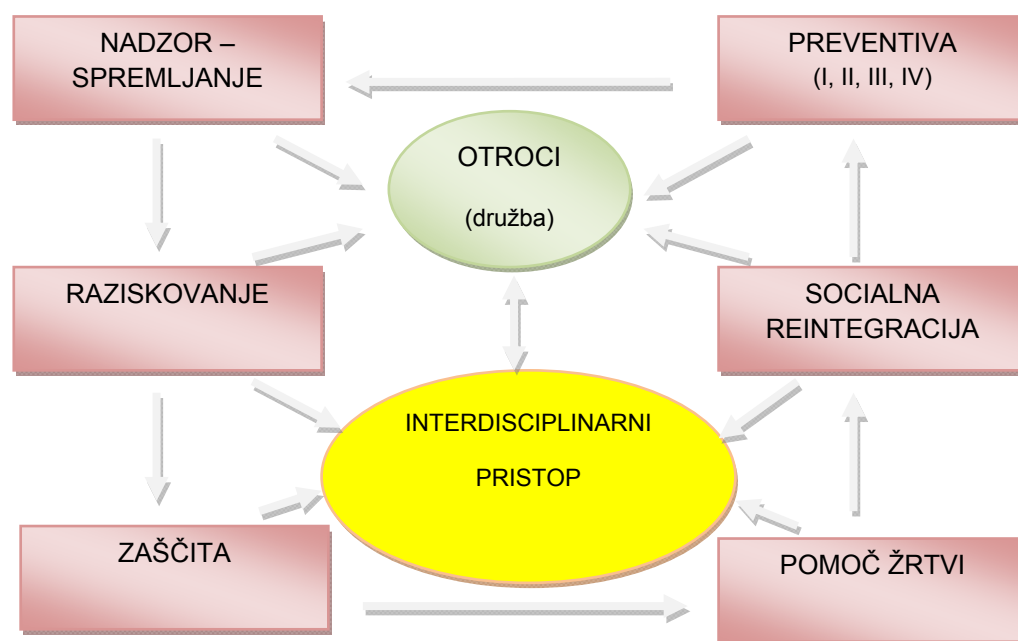 NADZOR –
SPREMLJANJE
PREVENTIVA
(I, II, III, IV)
OTROCI
(družba)
RAZISKOVANJE
SOCIALNA
REINTEGRACIJA
INTERDISCIPLINARNI
PRISTOP
ZAŠČITA
POMOČ ŽRTVI